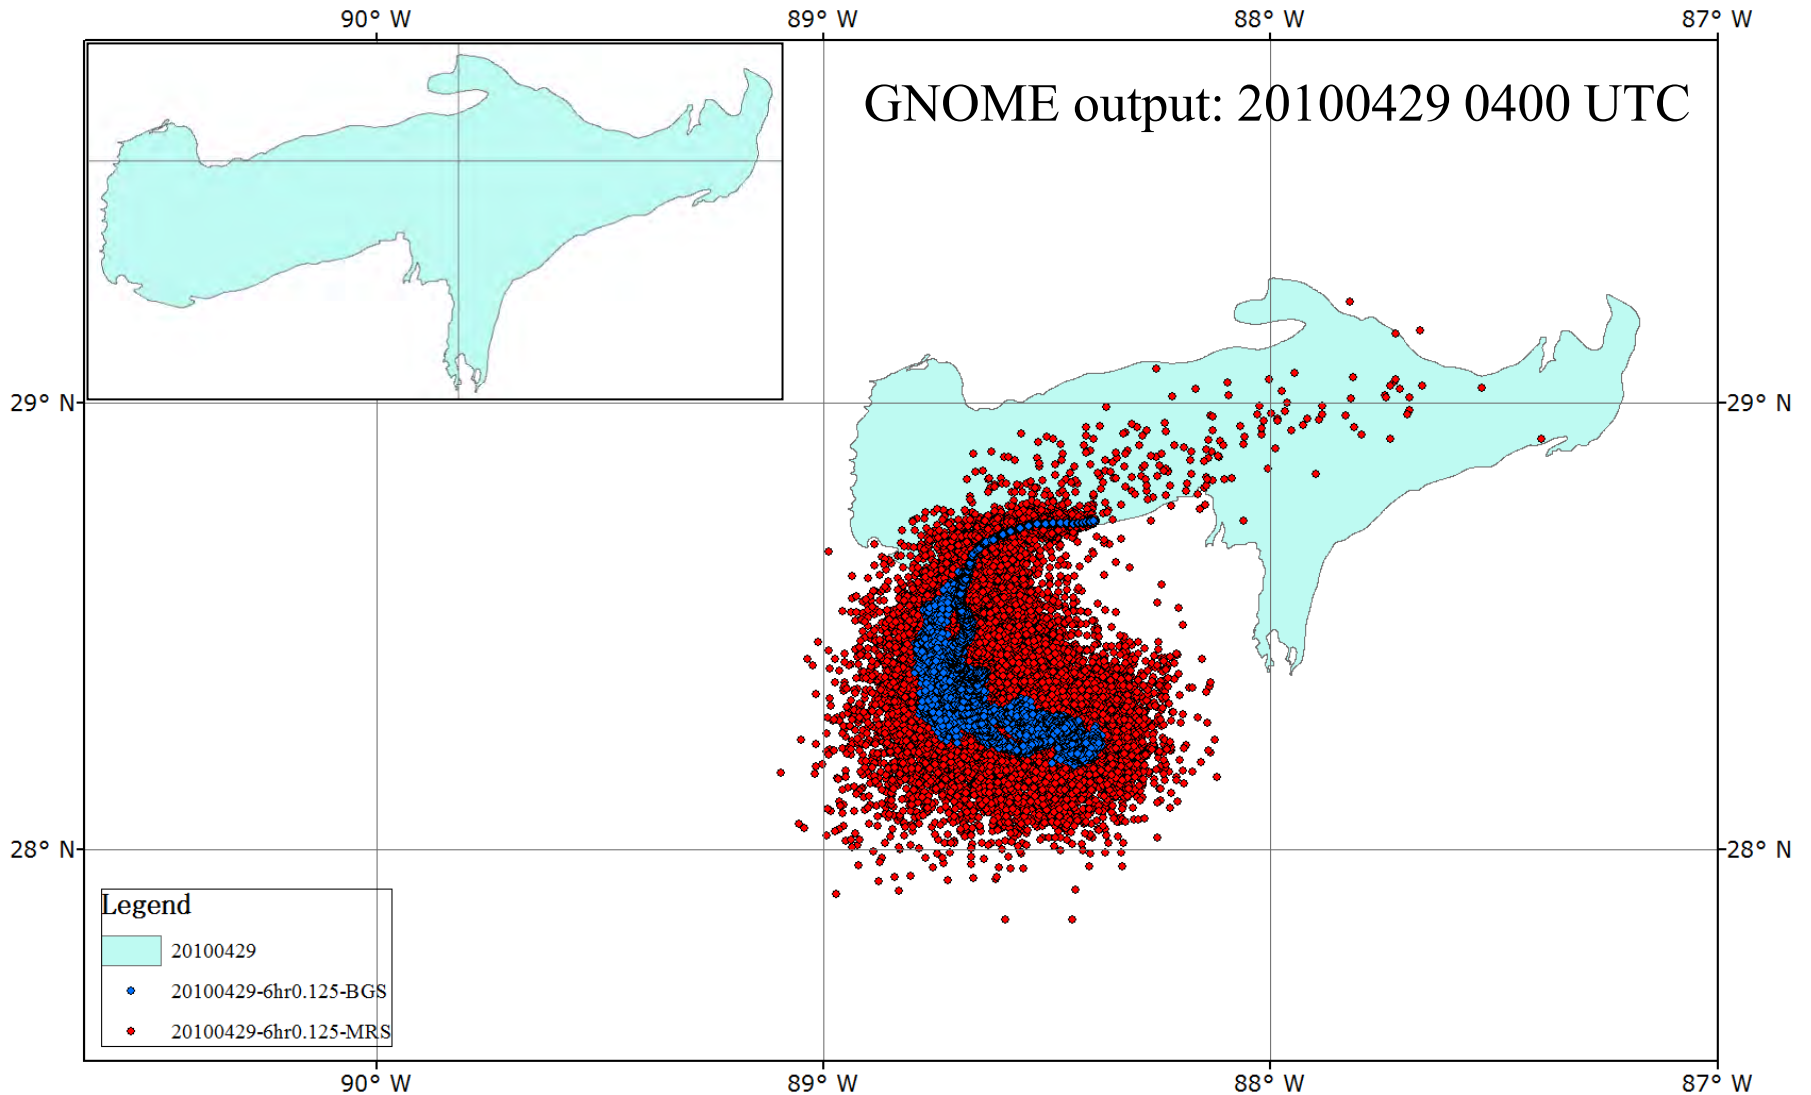 90° W 89° W 88° W 87° W
GNOME output: 20100429 0400 UTC
29° N 29° N
28° N 28° N
Legend
20100429
20100429-6hr0.125-BGS
20100429-6hr0.125-MRS
90° W 89° W 88° W 87° W